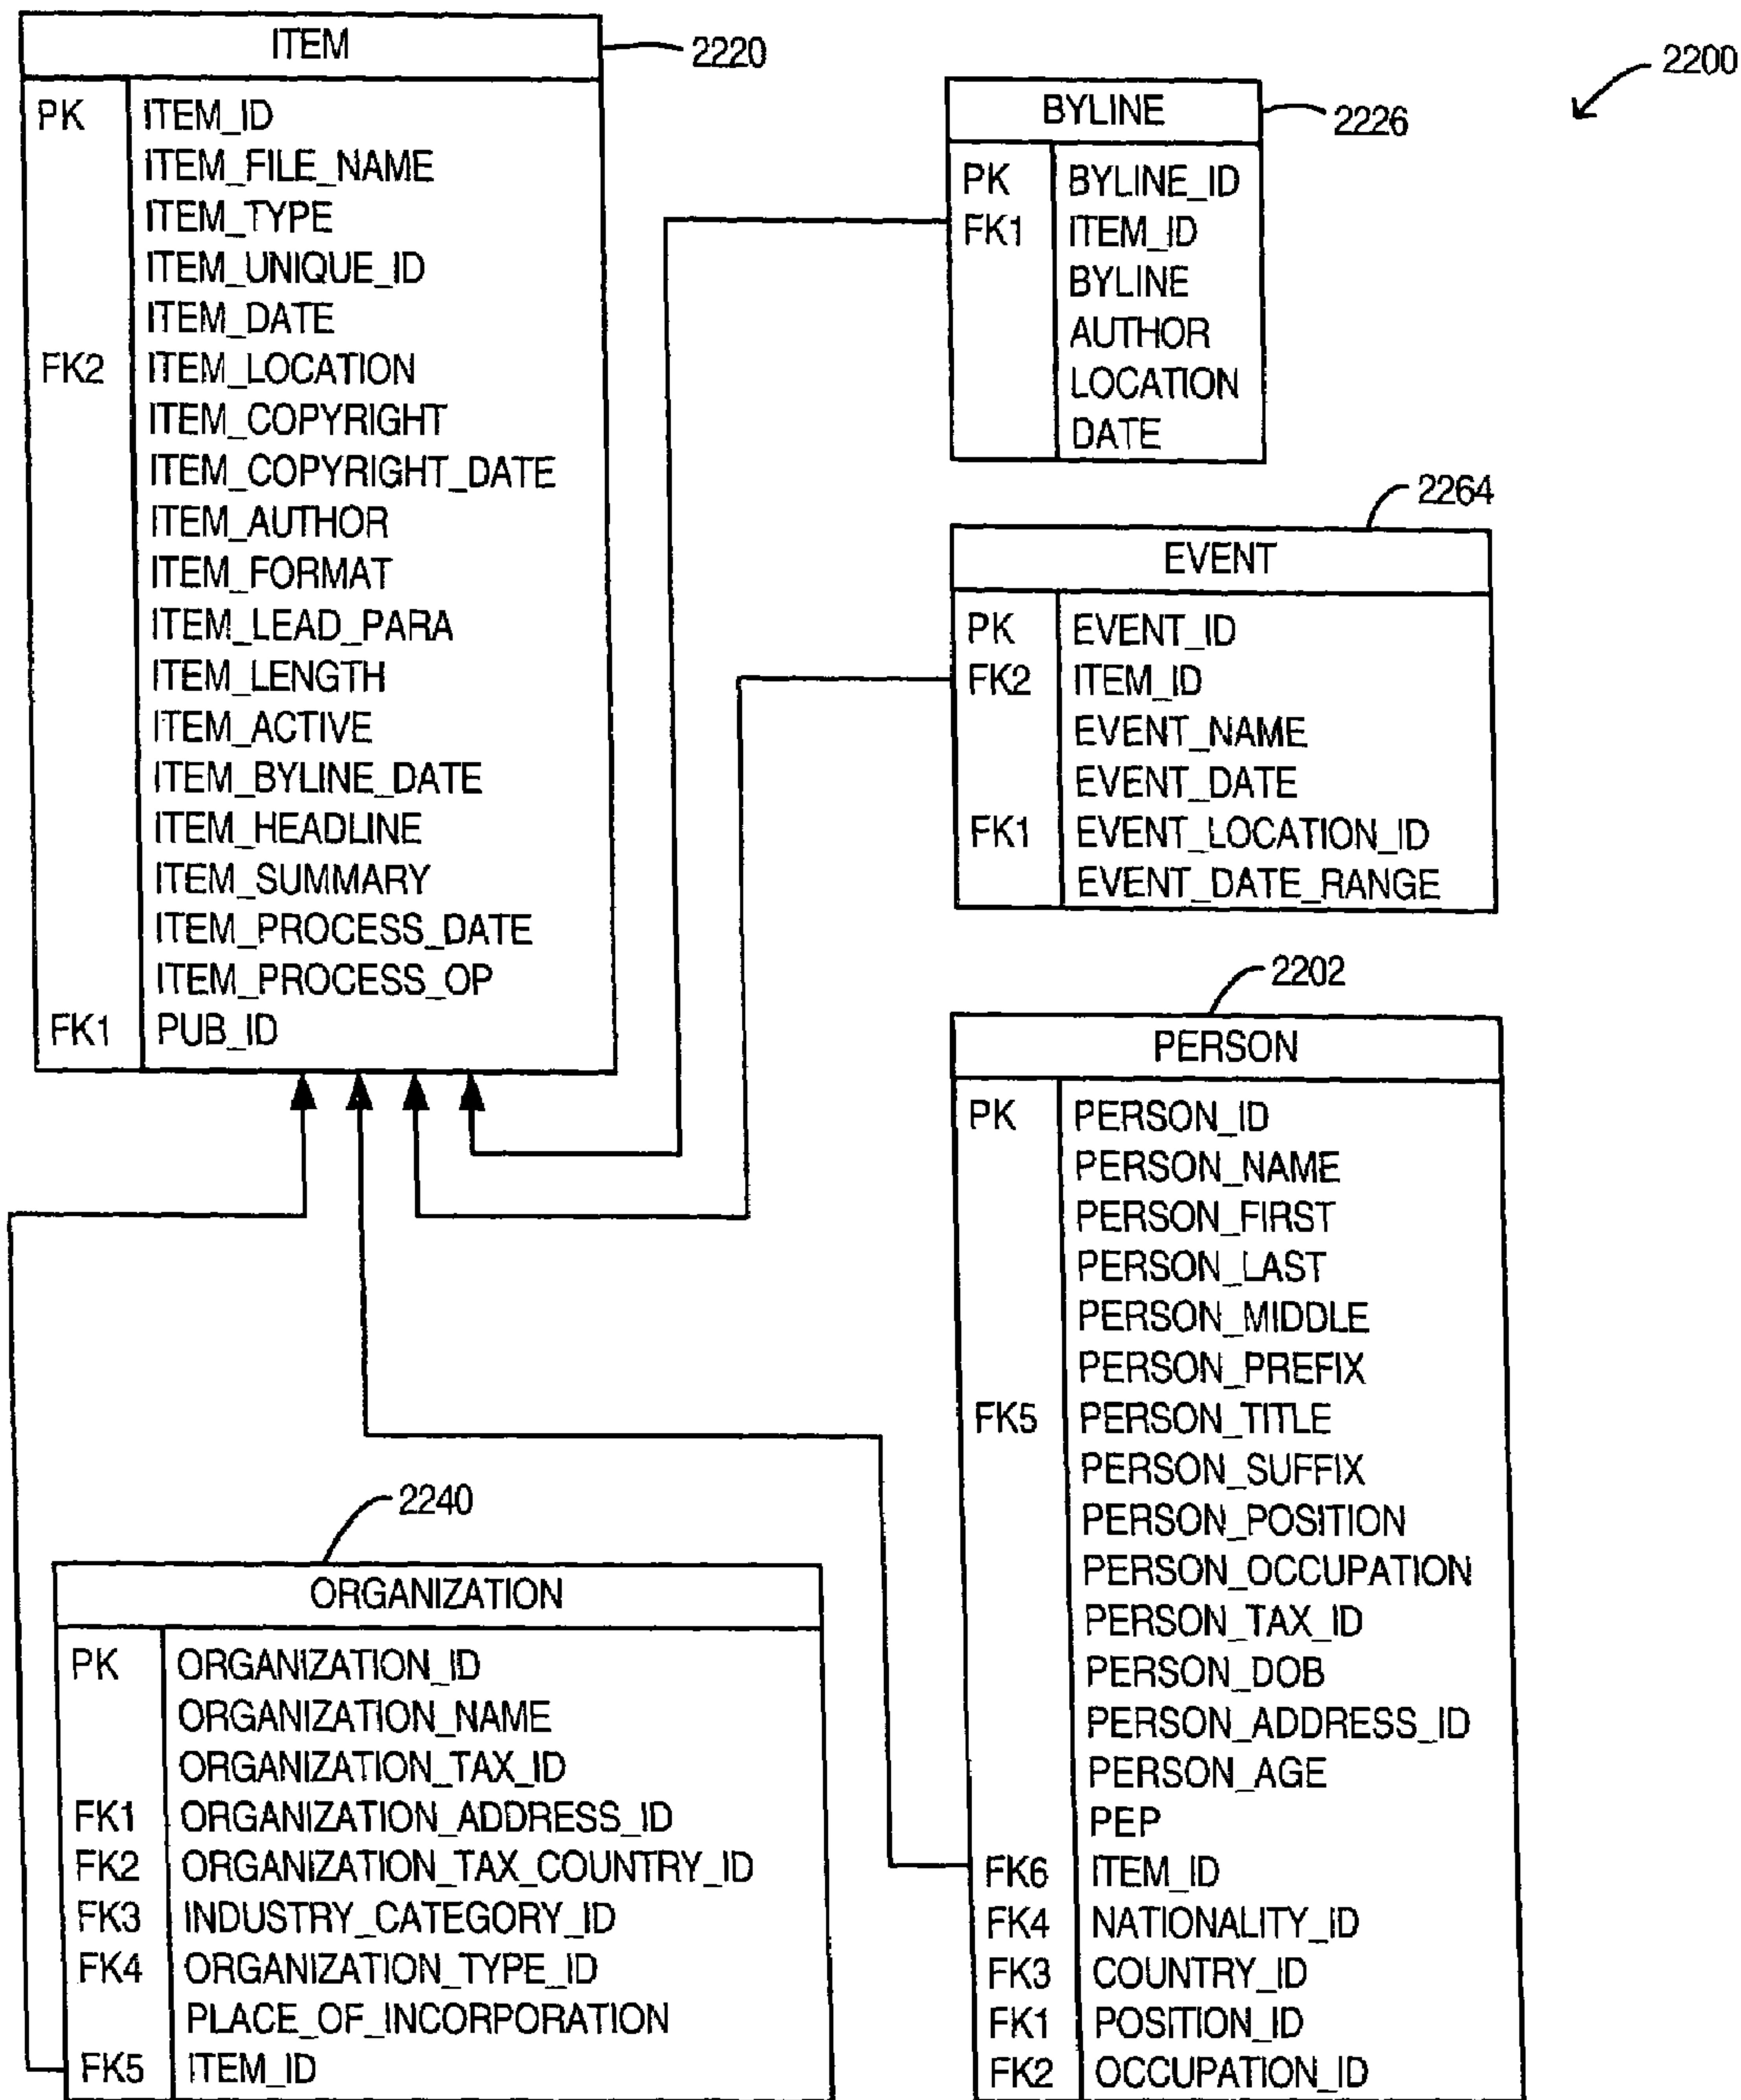 2200
ITEM 2220
PK ITEM_ID
ITEM_FILE_NAME
ITEM_TYPE
ITEM_UNIQUE_ID
ITEM_DATE
FK2 ITEM_LOCATION
ITEM_COPYRIGHT
ITEM_COPYRIGHT_DATE
ITEM_AUTHOR
ITEM_FORMAT
ITEM_LEAD_PARA
ITEM_LENGTH
ITEM_ACTIVE
ITEM_BYLINE_DATE
ITEM_HEADLINE
ITEM_SUMMARY
ITEM_PROCESS_DATE
ITEM_PROCESS_OP
FK1 PUB_ID
BYLINE 2226
PK BYLINE_ID
FK1 ITEM_ID
BYLINE
AUTHOR
LOCATION
DATE
2264
EVENT
PK EVENT_ID
FK2 ITEM_ID
EVENT_NAME
EVENT_DATE
FK1 EVENT_LOCATION_ID
EVENT_DATE_RANGE
2202
PERSON
PK PERSON_ID
PERSON_NAME
PERSON_FIRST
PERSON_LAST
PERSON_MIDDLE
PERSON_PREFIX
FK5 PERSON_TITLE
PERSON_SUFFIX
PERSON_POSITION
PERSON_OCCUPATION
PERSON_TAX_ID
PERSON_DOB
PERSON_ADDRESS_ID
PERSON_AGE
PEP
FK6 ITEM_ID
FK4 NATIONALITY_ID
FK3 COUNTRY_ID
FK1 POSITION_ID
FK2 OCCUPATION_ID
2240
ORGANIZATION
PK ORGANIZATION_ID
ORGANIZATION_NAME
ORGANIZATION_TAX_ID
FK1 ORGANIZATION_ADDRESS_ID
FK2 ORGANIZATION_TAX_COUNTRY_ID
FK3 INDUSTRY_CATEGORY_ID
FK4 ORGANIZATION_TYPE_ID
PLACE_OF_INCORPORATION
FK5 ITEM_ID